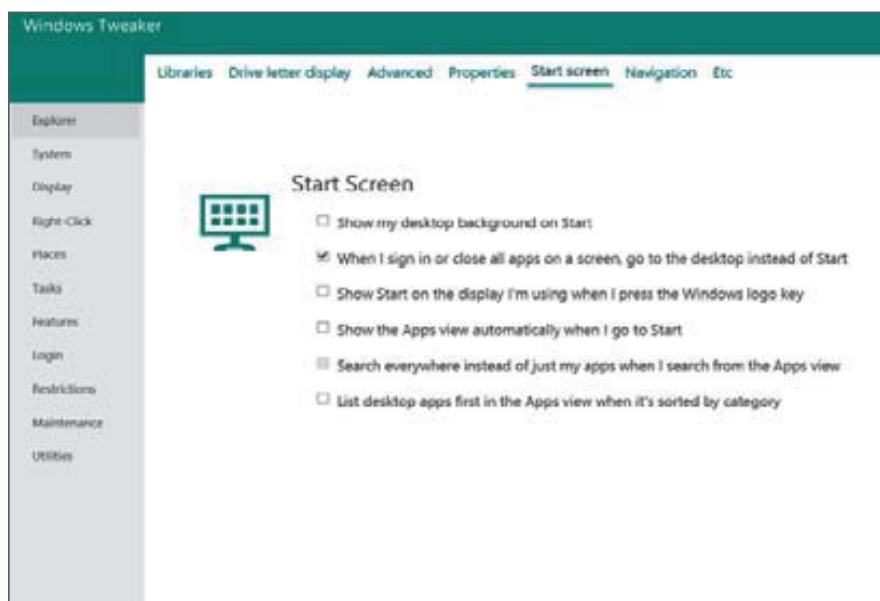 Windows Tweaker
Libraries Drive letter display Advanced Properties Start screen Navigation Etc
Explorer
System
Display
Right-Click
Places
Tasks
Features
Login
Restrictions
Maintenance
Utilities
Start Screen
Show my desktop background on Start
When I sign in or close all apps on a screen, go to the desktop instead of Start
Show Start on the display I'm using when I press the Windows logo key
Show the Apps view automatically when I go to Start
Search everywhere instead of just my apps when I search from the Apps view
List desktop apps first in the Apps view when it's sorted by category